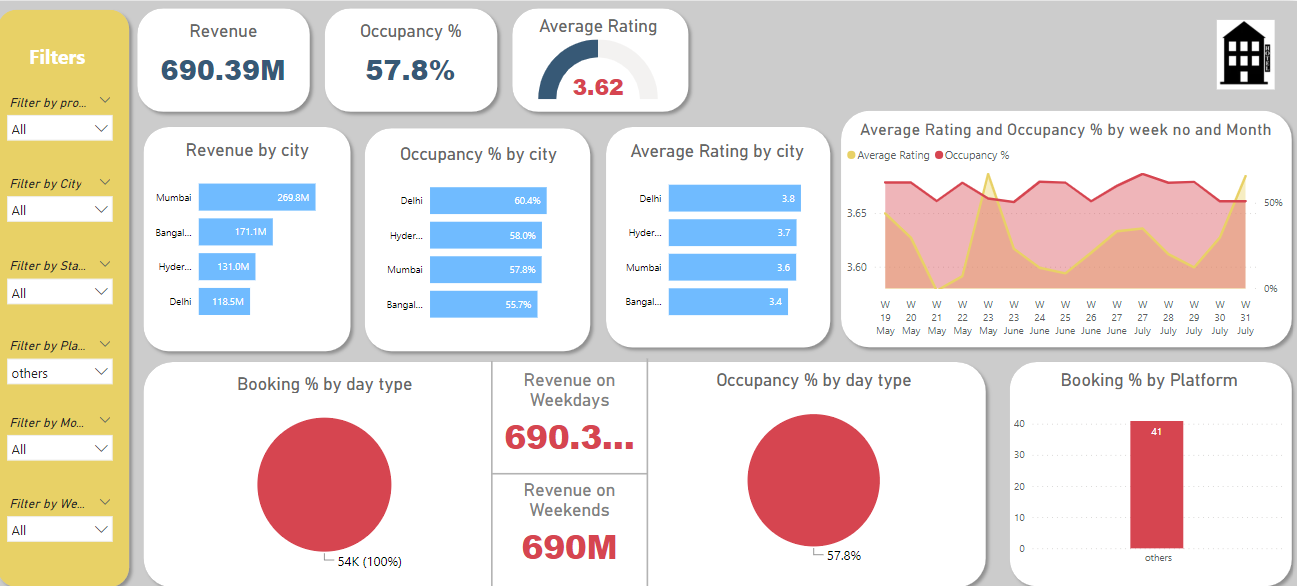 Filters
Filter by pro...
All
Filter by City
All
Filter by Sta...
All
Filter by Pla...
others
Filter by Mo...
All
Filter by We...
All
Revenue
690.39M
Occupancy %
57.8%
Average Rating
3.62
HOTEL
Revenue by city
Mumbai 269.8M
Bangal... 171.1M
Hyder... 131.0M
Delhi 118.5M
Occupancy % by city
Delhi 60.4%
Hyder... 58.0%
Mumbai 57.8%
Bangal... 55.7%
Average Rating by city
Delhi 3.8
Hyder... 3.7
Mumbai 3.6
Bangal... 3.4
Average Rating and Occupancy % by week no and Month
Average Rating Occupancy %
3.65 50%
3.60 0%
W W W W W W W W W W W W W W W
19 20 21 22 23 23 24 25 26 27 27 28 29 30 31
May May May May May June June June June June July July July July July
Booking % by day type
54K (100%)
Revenue on
Weekdays
690.3...
Revenue on
Weekends
690M
Occupancy % by day type
57.8%
Booking % by Platform
40
30
20
10
0
41
others